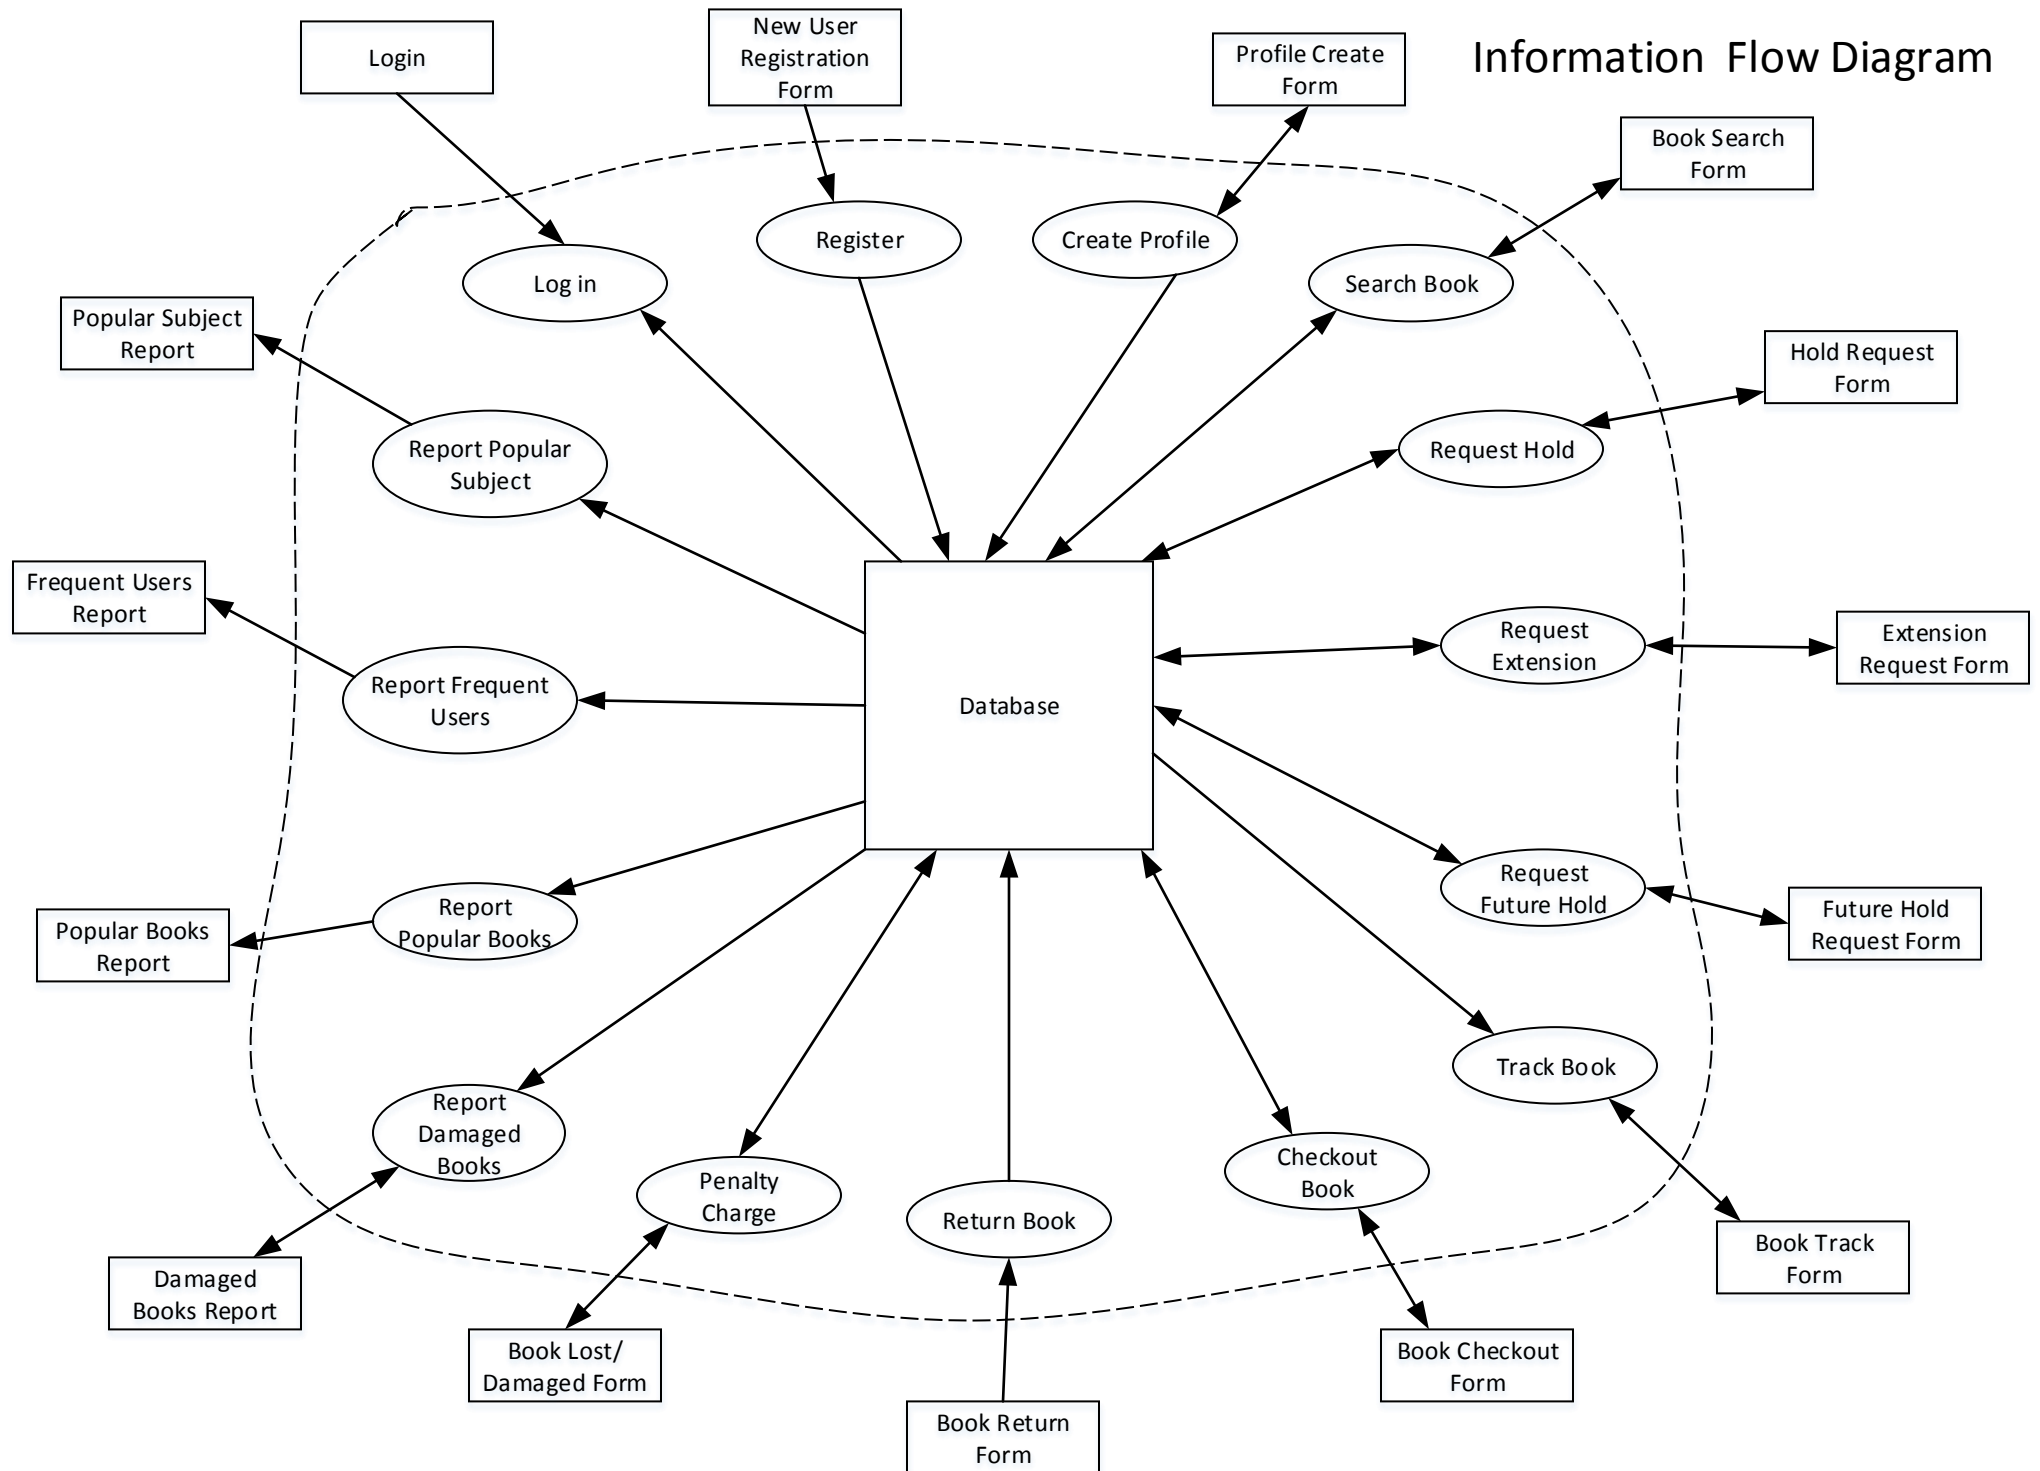 Information Flow Diagram
Login
New User
Registration
Form
Profile Create
Form
Book Search
Form
Register
Create Profile
Log in
Search Book
Popular Subject
Report
Hold Request
Form
Report Popular
Subject
Request Hold
Frequent Users
Report
Request
Extension
Extension
Request Form
Report Frequent
Users
Database
Request
Future Hold
Future Hold
Request Form
Report
Popular Books
Popular Books
Report
Track Book
Report
Damaged
Books
Checkout
Book
Penalty
Charge
Return Book
Book Track
Form
Damaged
Books Report
Book Lost/
Damaged Form
Book Checkout
Form
Book Return
Form